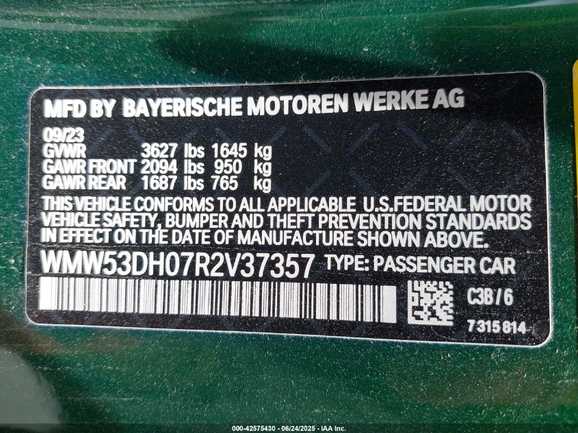 MFD BY BAYERISCHE MOTOREN WERKE AG
09/23
GVWR 3627 lbs 1645 kg
GAWR FRONT 2094 lbs 950 kg
GAWR REAR 1687 lbs 765 kg
THIS VEHICLE CONFORMS TO ALL APPLICABLE U.S.FEDERAL MOTOR
VEHICLE SAFETY, BUMPER AND THEFT PREVENTION STANDARDS
IN EFFECT ON THE DATE OF MANUFACTURE SHOWN ABOVE.
WMW53DH07R2V37357 TYPE: PASSENGER CAR
C3B / 6
7 315 814
000-42575430 - 06/24/2025 - IAA Inc.